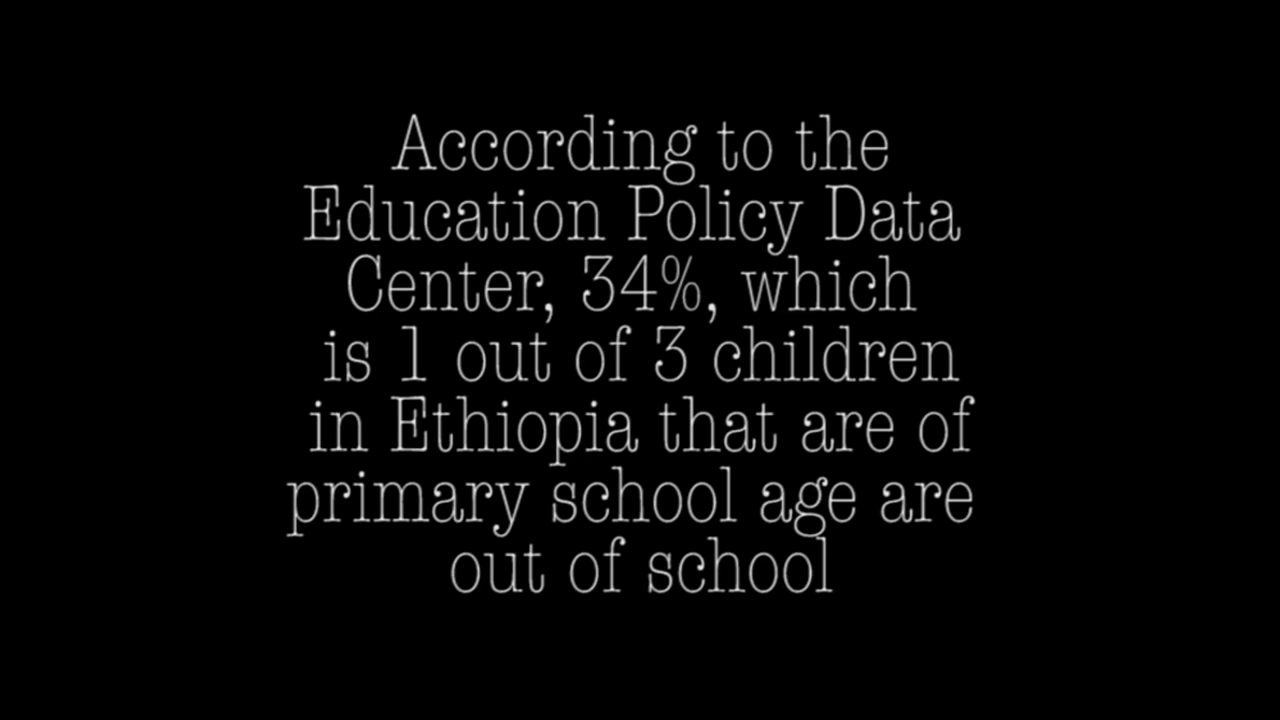 According to the
Education Policy Data
Center, 34%, which
is 1 out of 3 children
in Ethiopia that are of
primary school age are
out of school